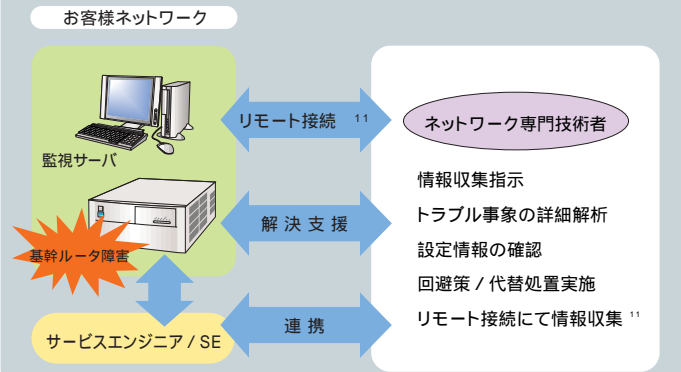 お客様ネットワーク
監視サーバ
基幹ルータ障害
サービスエンジニア / SE
リモート接続 11
解決支援
連携
ネットワーク専門技術者
情報収集指示
トラブル事象の詳細解析
設定情報の確認
回避策 / 代替処置実施
リモート接続にて情報収集 11